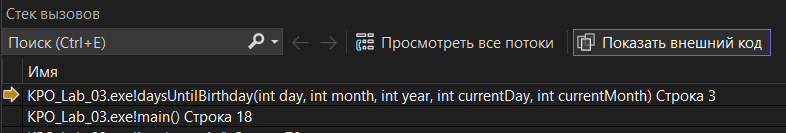 Стек вызовов
Поиск (Ctrl+E) Просмотреть все потоки Показать внешний код
Имя
KPO_Lab_03.exe!daysUntilBirthday(int day, int month, int year, int currentDay, int currentMonth) Строка 3
KPO_Lab_03.exe!main() Строка 18